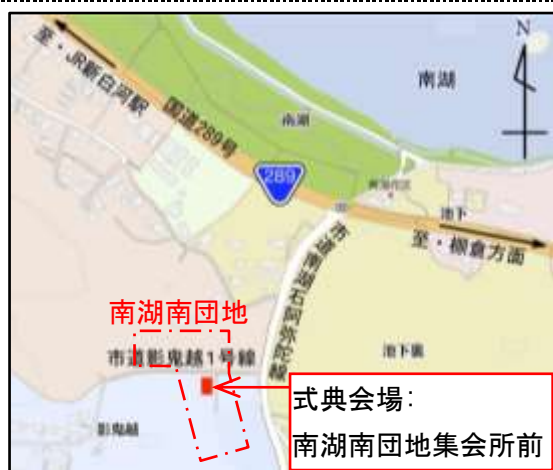 N
南湖
至・JR新白河駅
国道289号
南湖
289
池下
至・棚倉方面
南湖南団地
市道影鬼越1号線
池下裏
影鬼越
式典会場:
南湖南団地集会所前